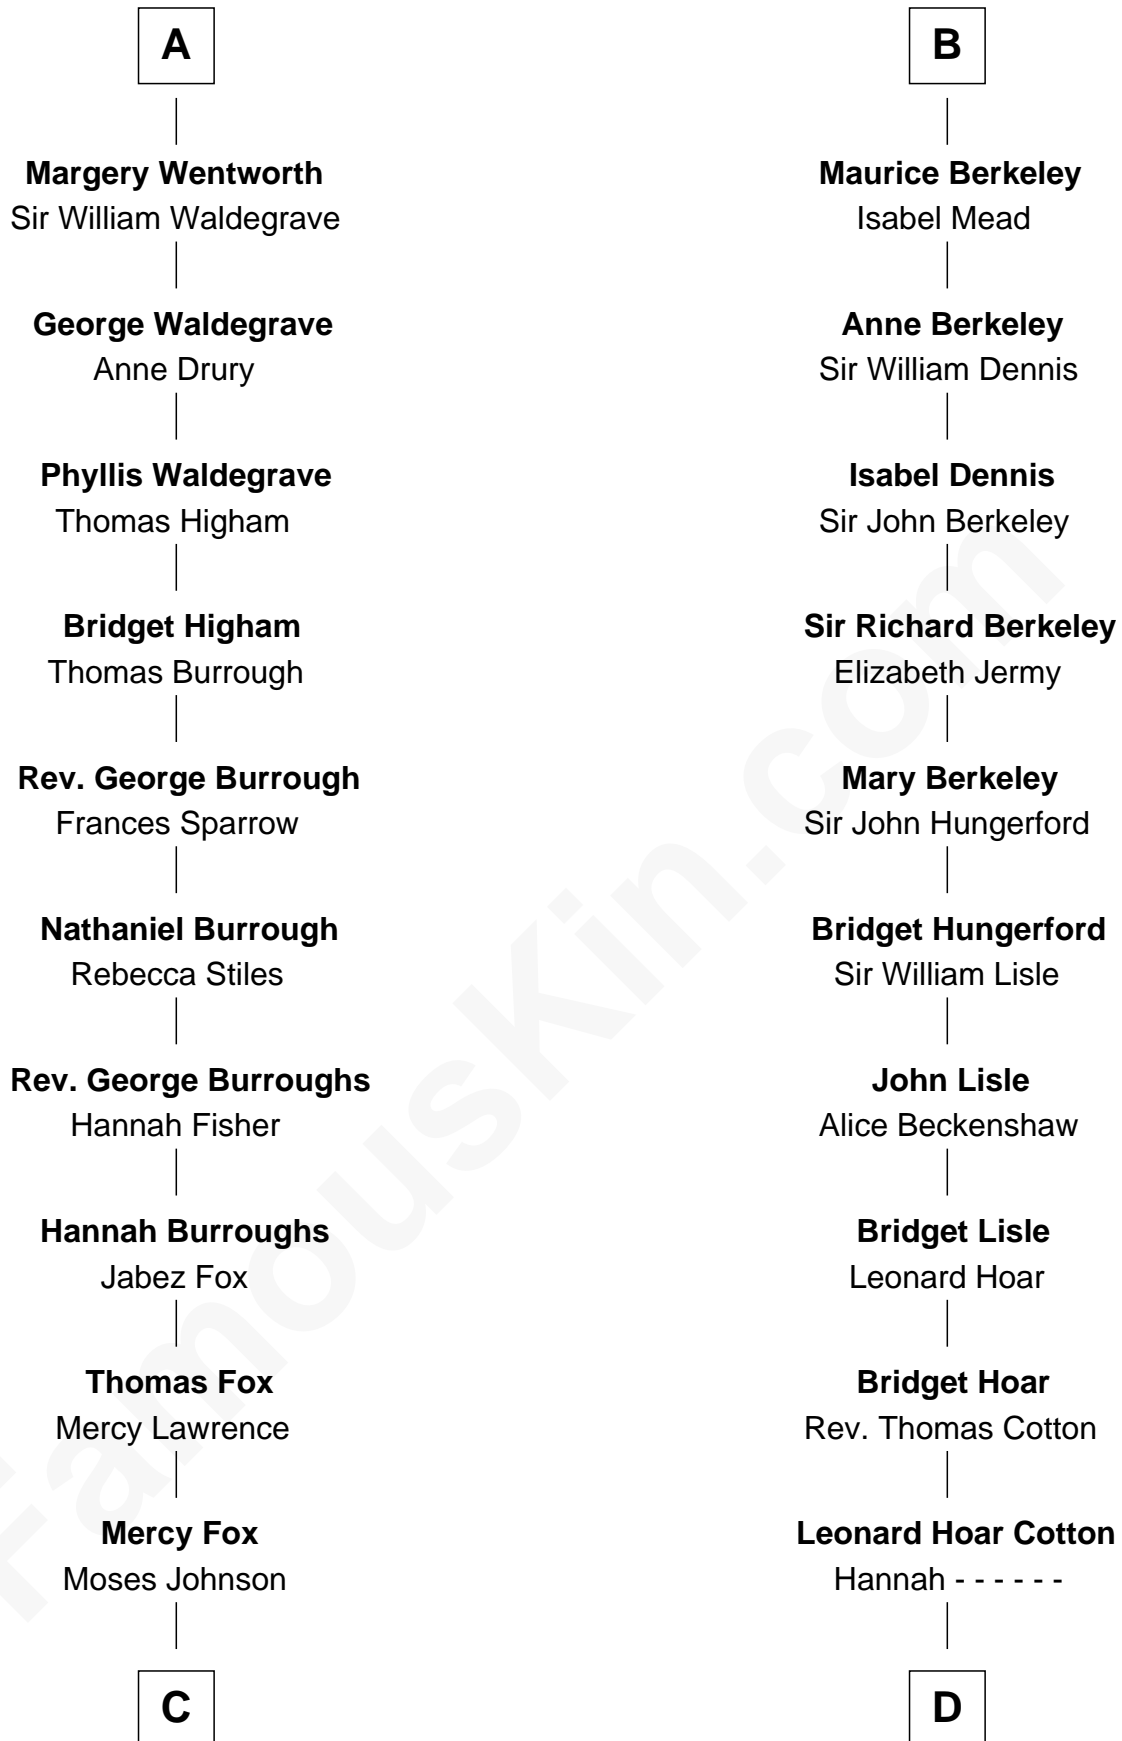 A
Margery Wentworth
Sir William Waldegrave
George Waldegrave
Anne Drury
Phyllis Waldegrave
Thomas Higham
Bridget Higham
Thomas Burrough
Rev. George Burrough
Frances Sparrow
Nathaniel Burrough
Rebecca Stiles
Rev. George Burroughs
Hannah Fisher
Hannah Burroughs
Jabez Fox
Thomas Fox
Mercy Lawrence
Mercy Fox
Moses Johnson
C
B
Maurice Berkeley
Isabel Mead
Anne Berkeley
Sir William Dennis
Isabel Dennis
Sir John Berkeley
Sir Richard Berkeley
Elizabeth Jermy
Mary Berkeley
Sir John Hungerford
Bridget Hungerford
Sir William Lisle
John Lisle
Alice Beckenshaw
Bridget Lisle
Leonard Hoar
Bridget Hoar
Rev. Thomas Cotton
Leonard Hoar Cotton
Hannah - - - - - -
D
FamousKin.com